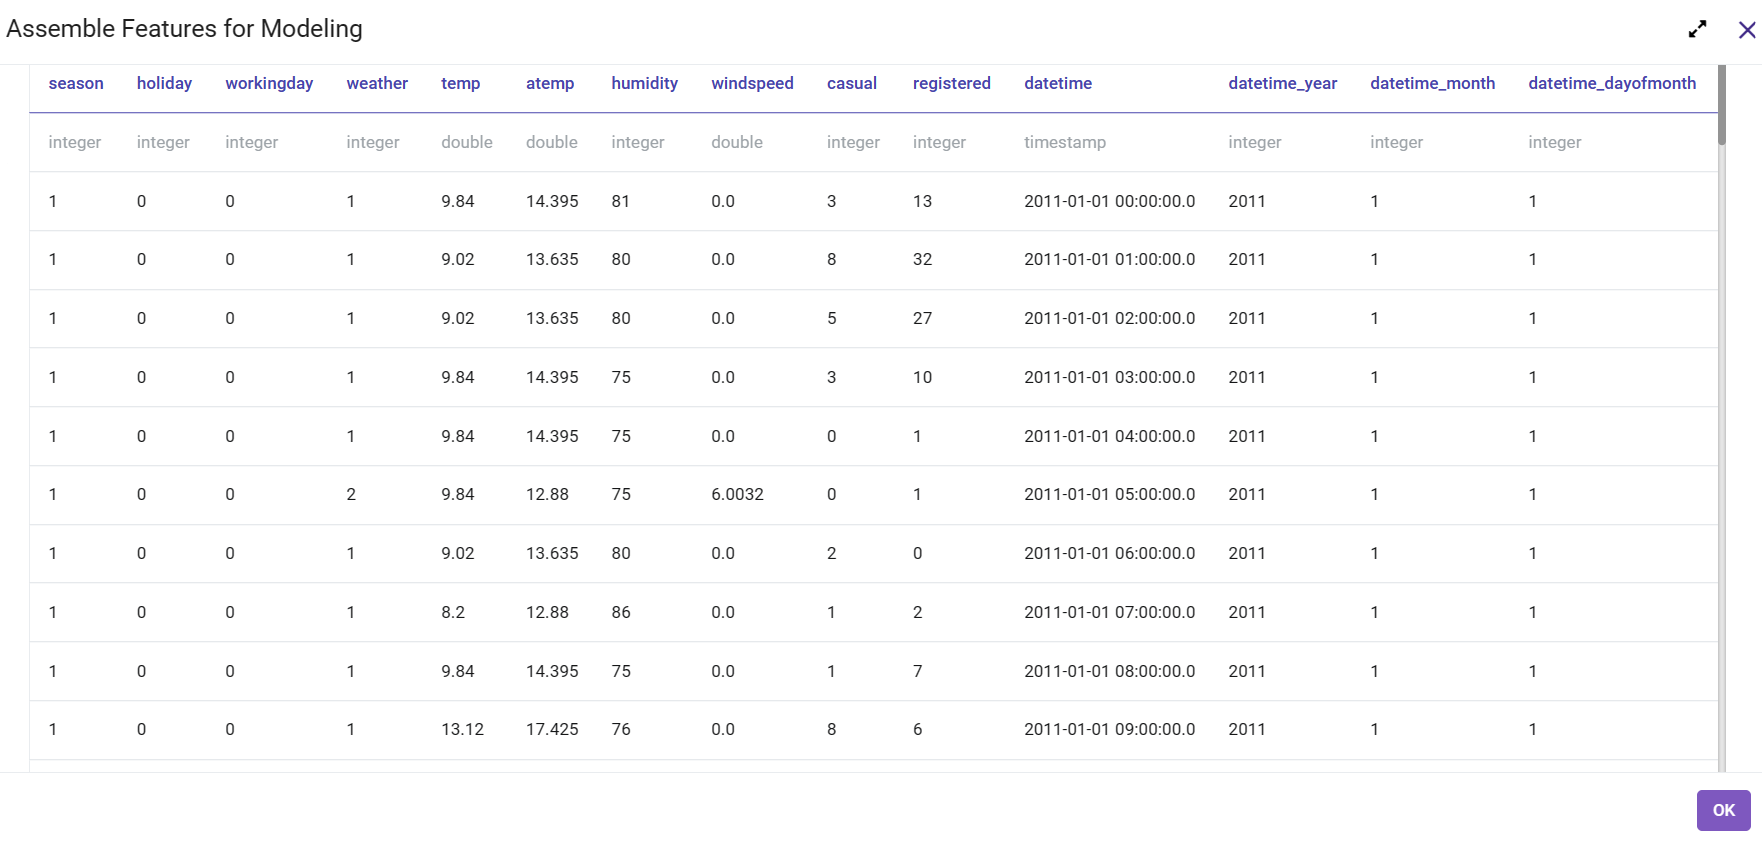 Assemble Features for Modeling
season holiday workingday weather temp atemp humidity windspeed casual registered datetime datetime_year datetime_month datetime_dayofmonth
integer integer integer integer double double integer double integer integer timestamp integer integer integer
1 0 0 1 9.84 14.395 81 0.0 3 13 2011-01-01 00:00:00.0 2011 1 1
1 0 0 1 9.02 13.635 80 0.0 8 32 2011-01-01 01:00:00.0 2011 1 1
1 0 0 1 9.02 13.635 80 0.0 5 27 2011-01-01 02:00:00.0 2011 1 1
1 0 0 1 9.84 14.395 75 0.0 3 10 2011-01-01 03:00:00.0 2011 1 1
1 0 0 1 9.84 14.395 75 0.0 0 1 2011-01-01 04:00:00.0 2011 1 1
1 0 0 2 9.84 12.88 75 6.0032 0 1 2011-01-01 05:00:00.0 2011 1 1
1 0 0 1 9.02 13.635 80 0.0 2 0 2011-01-01 06:00:00.0 2011 1 1
1 0 0 1 8.2 12.88 86 0.0 1 2 2011-01-01 07:00:00.0 2011 1 1
1 0 0 1 9.84 14.395 75 0.0 1 7 2011-01-01 08:00:00.0 2011 1 1
1 0 0 1 13.12 17.425 76 0.0 8 6 2011-01-01 09:00:00.0 2011 1 1
OK